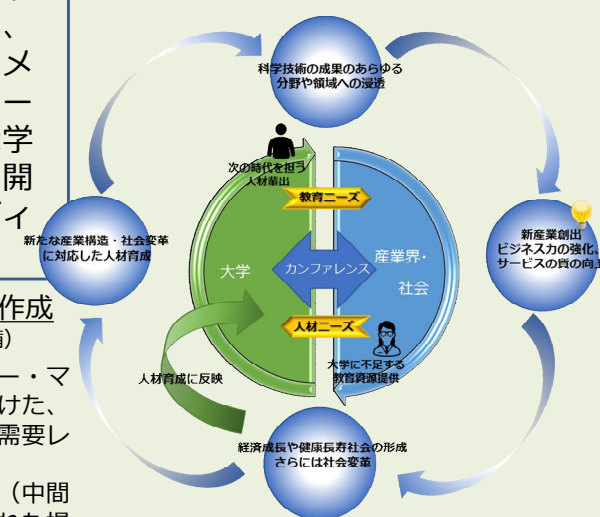 、
メ
ー
学
開
ィ
作成
ー・マ
けた、
需要レ
（中間
科学技術の成果のあらゆる
分野や領域への浸透
次の時代を担う
人材輩出
教育ニーズ
新たな産業構造・社会変革
に対応した人材育成
大学
カンファレンス
産業界・
社会
新産業創出
ビジネス力の強化、
サービスの質の向上
人材ニーズ
大学に不足する
教育資源提供
人材育成に反映
経済成長や健康長寿社会の形成
さらには社会変革